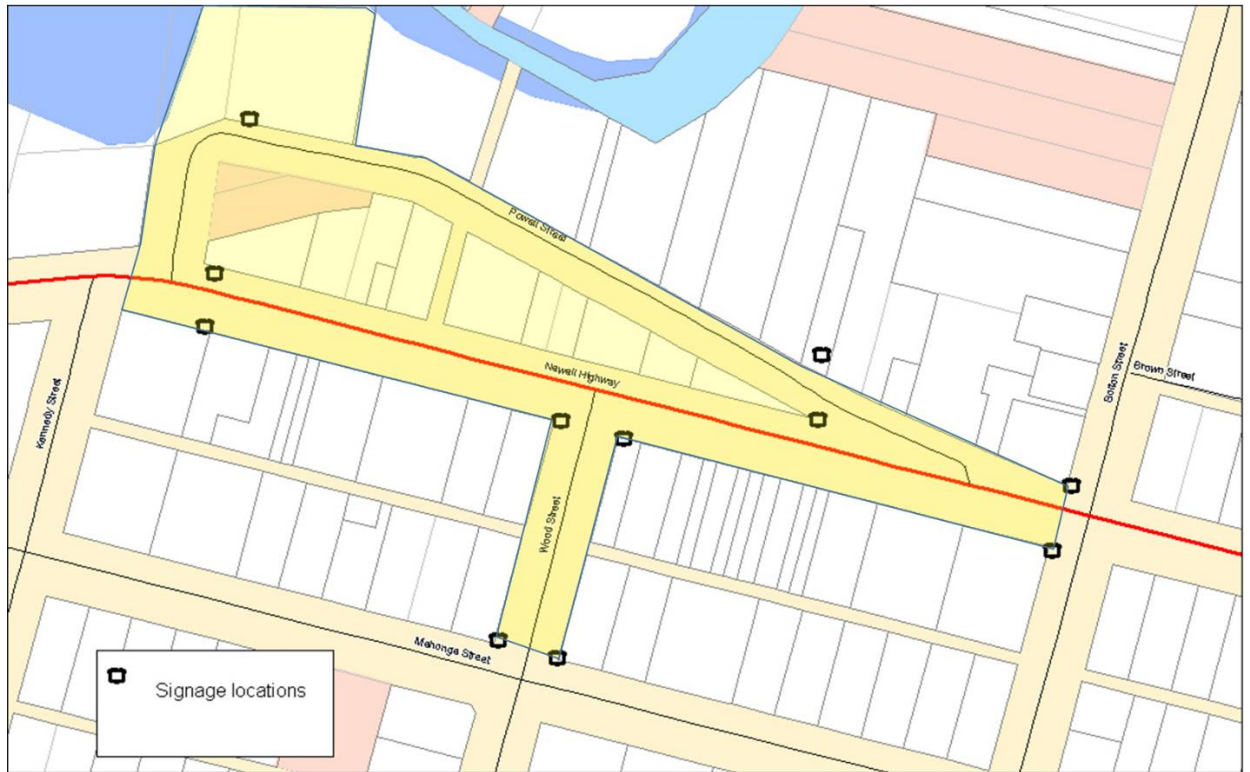 Powell Street
Newell Highway
Bolton Street
Brown Street
Kennedy Street
Wood Street
Mahonga Street
Signage locations